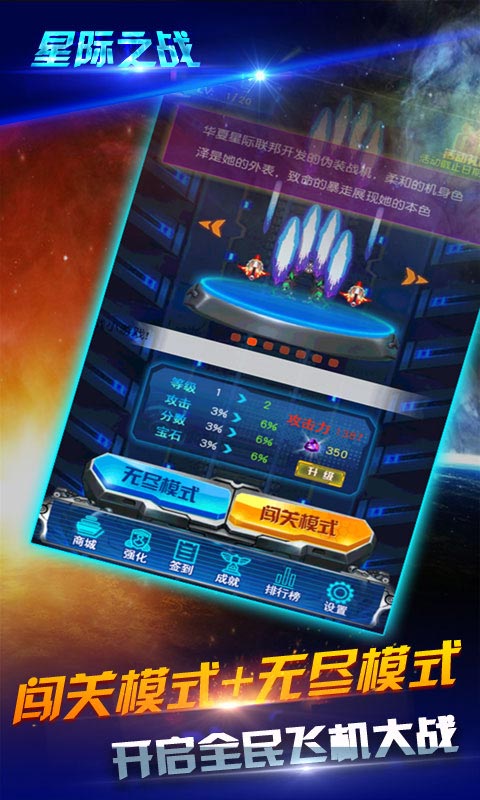 星际之战
1/20
华夏星际联邦开发的伪装战机，柔和的机身色
泽是她的外表，致命的暴走展现她的本色
等级 1 2
攻击 3% 6%
分数 3% 6%
宝石 3% 6%
攻击力
350
升级
无尽模式
闯关模式
商城
强化
签到
成就
排行榜
设置
闯关模式+无尽模式
开启全民飞机大战